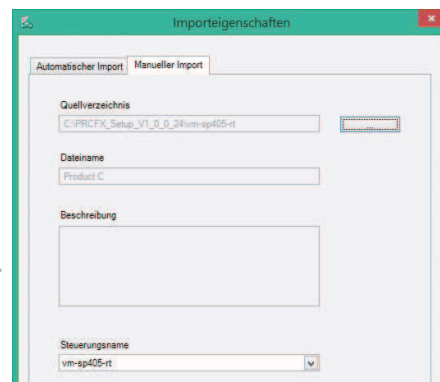 Importeigenschaften
Automatischer Import
Manueller Import
Quellverzeichnis
C:\PRCFX_Setup_V1_0_0_24\vm-sp405-rt
...
Dateiname
Product C
Beschreibung
Steuerungsname
vm-sp405-rt